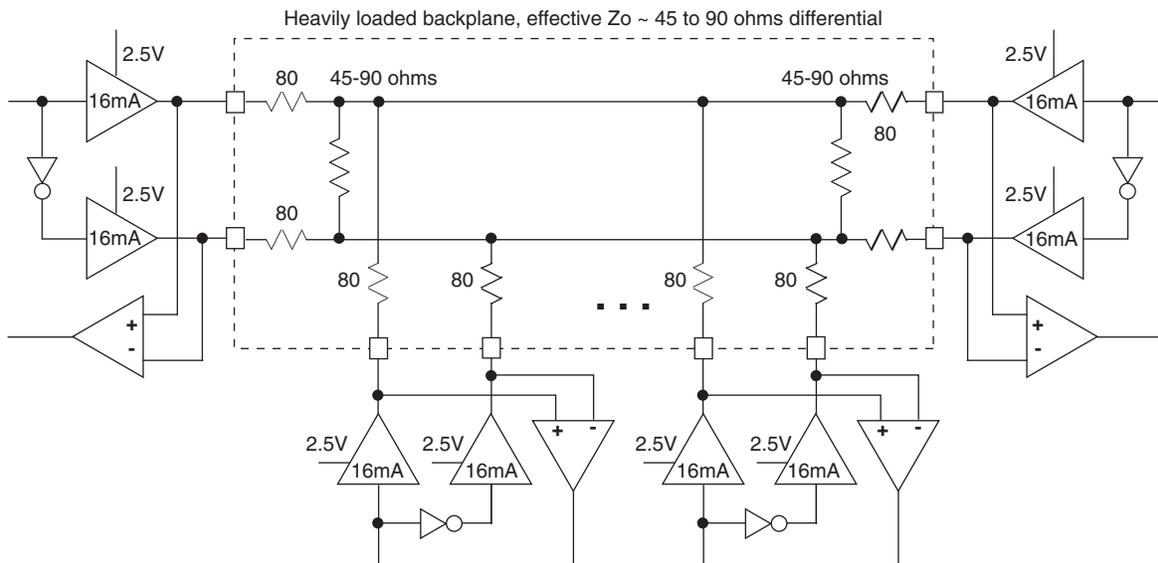 Heavily loaded backplane, effective Zo ~ 45 to 90 ohms differential
2.5V
16mA
80
45-90 ohms
45-90 ohms
80
2.5V
16mA
2.5V
16mA
80
2.5V
16mA
+
-
80
80
80
80
...
+
-
+
-
+
-
2.5V
16mA
2.5V
16mA
2.5V
16mA
2.5V
16mA